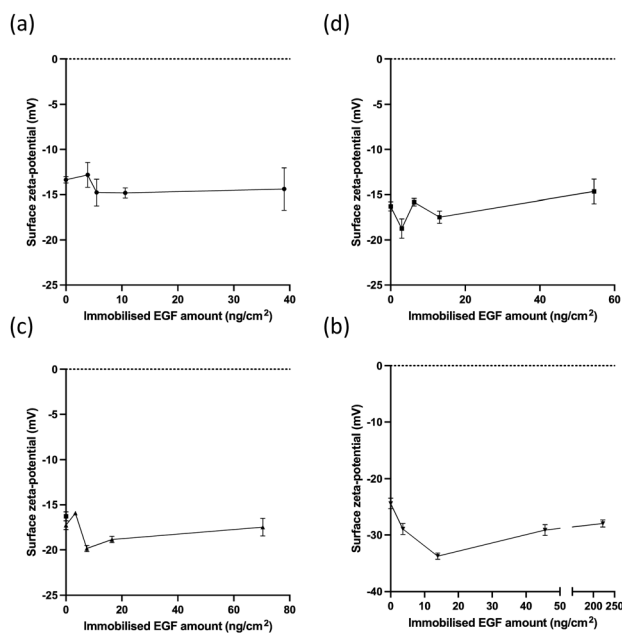 (a)
0
-5
-10
-15
-20
-25
Surface zeta-potential (mV)
0 10 20 30 40
Immobilised EGF amount (ng/cm²)
(d)
0
-5
-10
-15
-20
-25
Surface zeta-potential (mV)
0 20 40 60
Immobilised EGF amount (ng/cm²)
(c)
0
-5
-10
-15
-20
-25
Surface zeta-potential (mV)
0 20 40 60 80
Immobilised EGF amount (ng/cm²)
(b)
0
-10
-20
-30
-40
Surface zeta-potential (mV)
0 10 20 30 40 50 200 250
Immobilised EGF amount (ng/cm²)